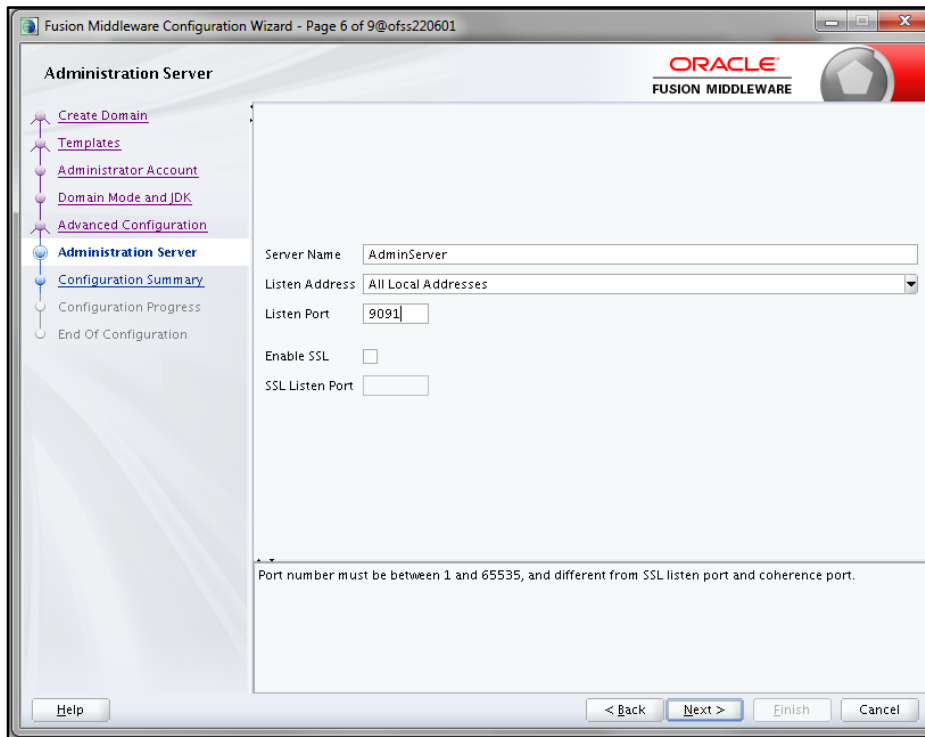 Fusion Middleware Configuration Wizard - Page 6 of 9@ofss220601
Administration Server
ORACLE
FUSION MIDDLEWARE
Create Domain
Templates
Administrator Account
Domain Mode and JDK
Advanced Configuration
Administration Server
Configuration Summary
Configuration Progress
End Of Configuration
Server Name AdminServer
Listen Address All Local Addresses
Listen Port 9091
Enable SSL
SSL Listen Port
Port number must be between 1 and 65535, and different from SSL listen port and coherence port.
Help < Back Next > Finish Cancel